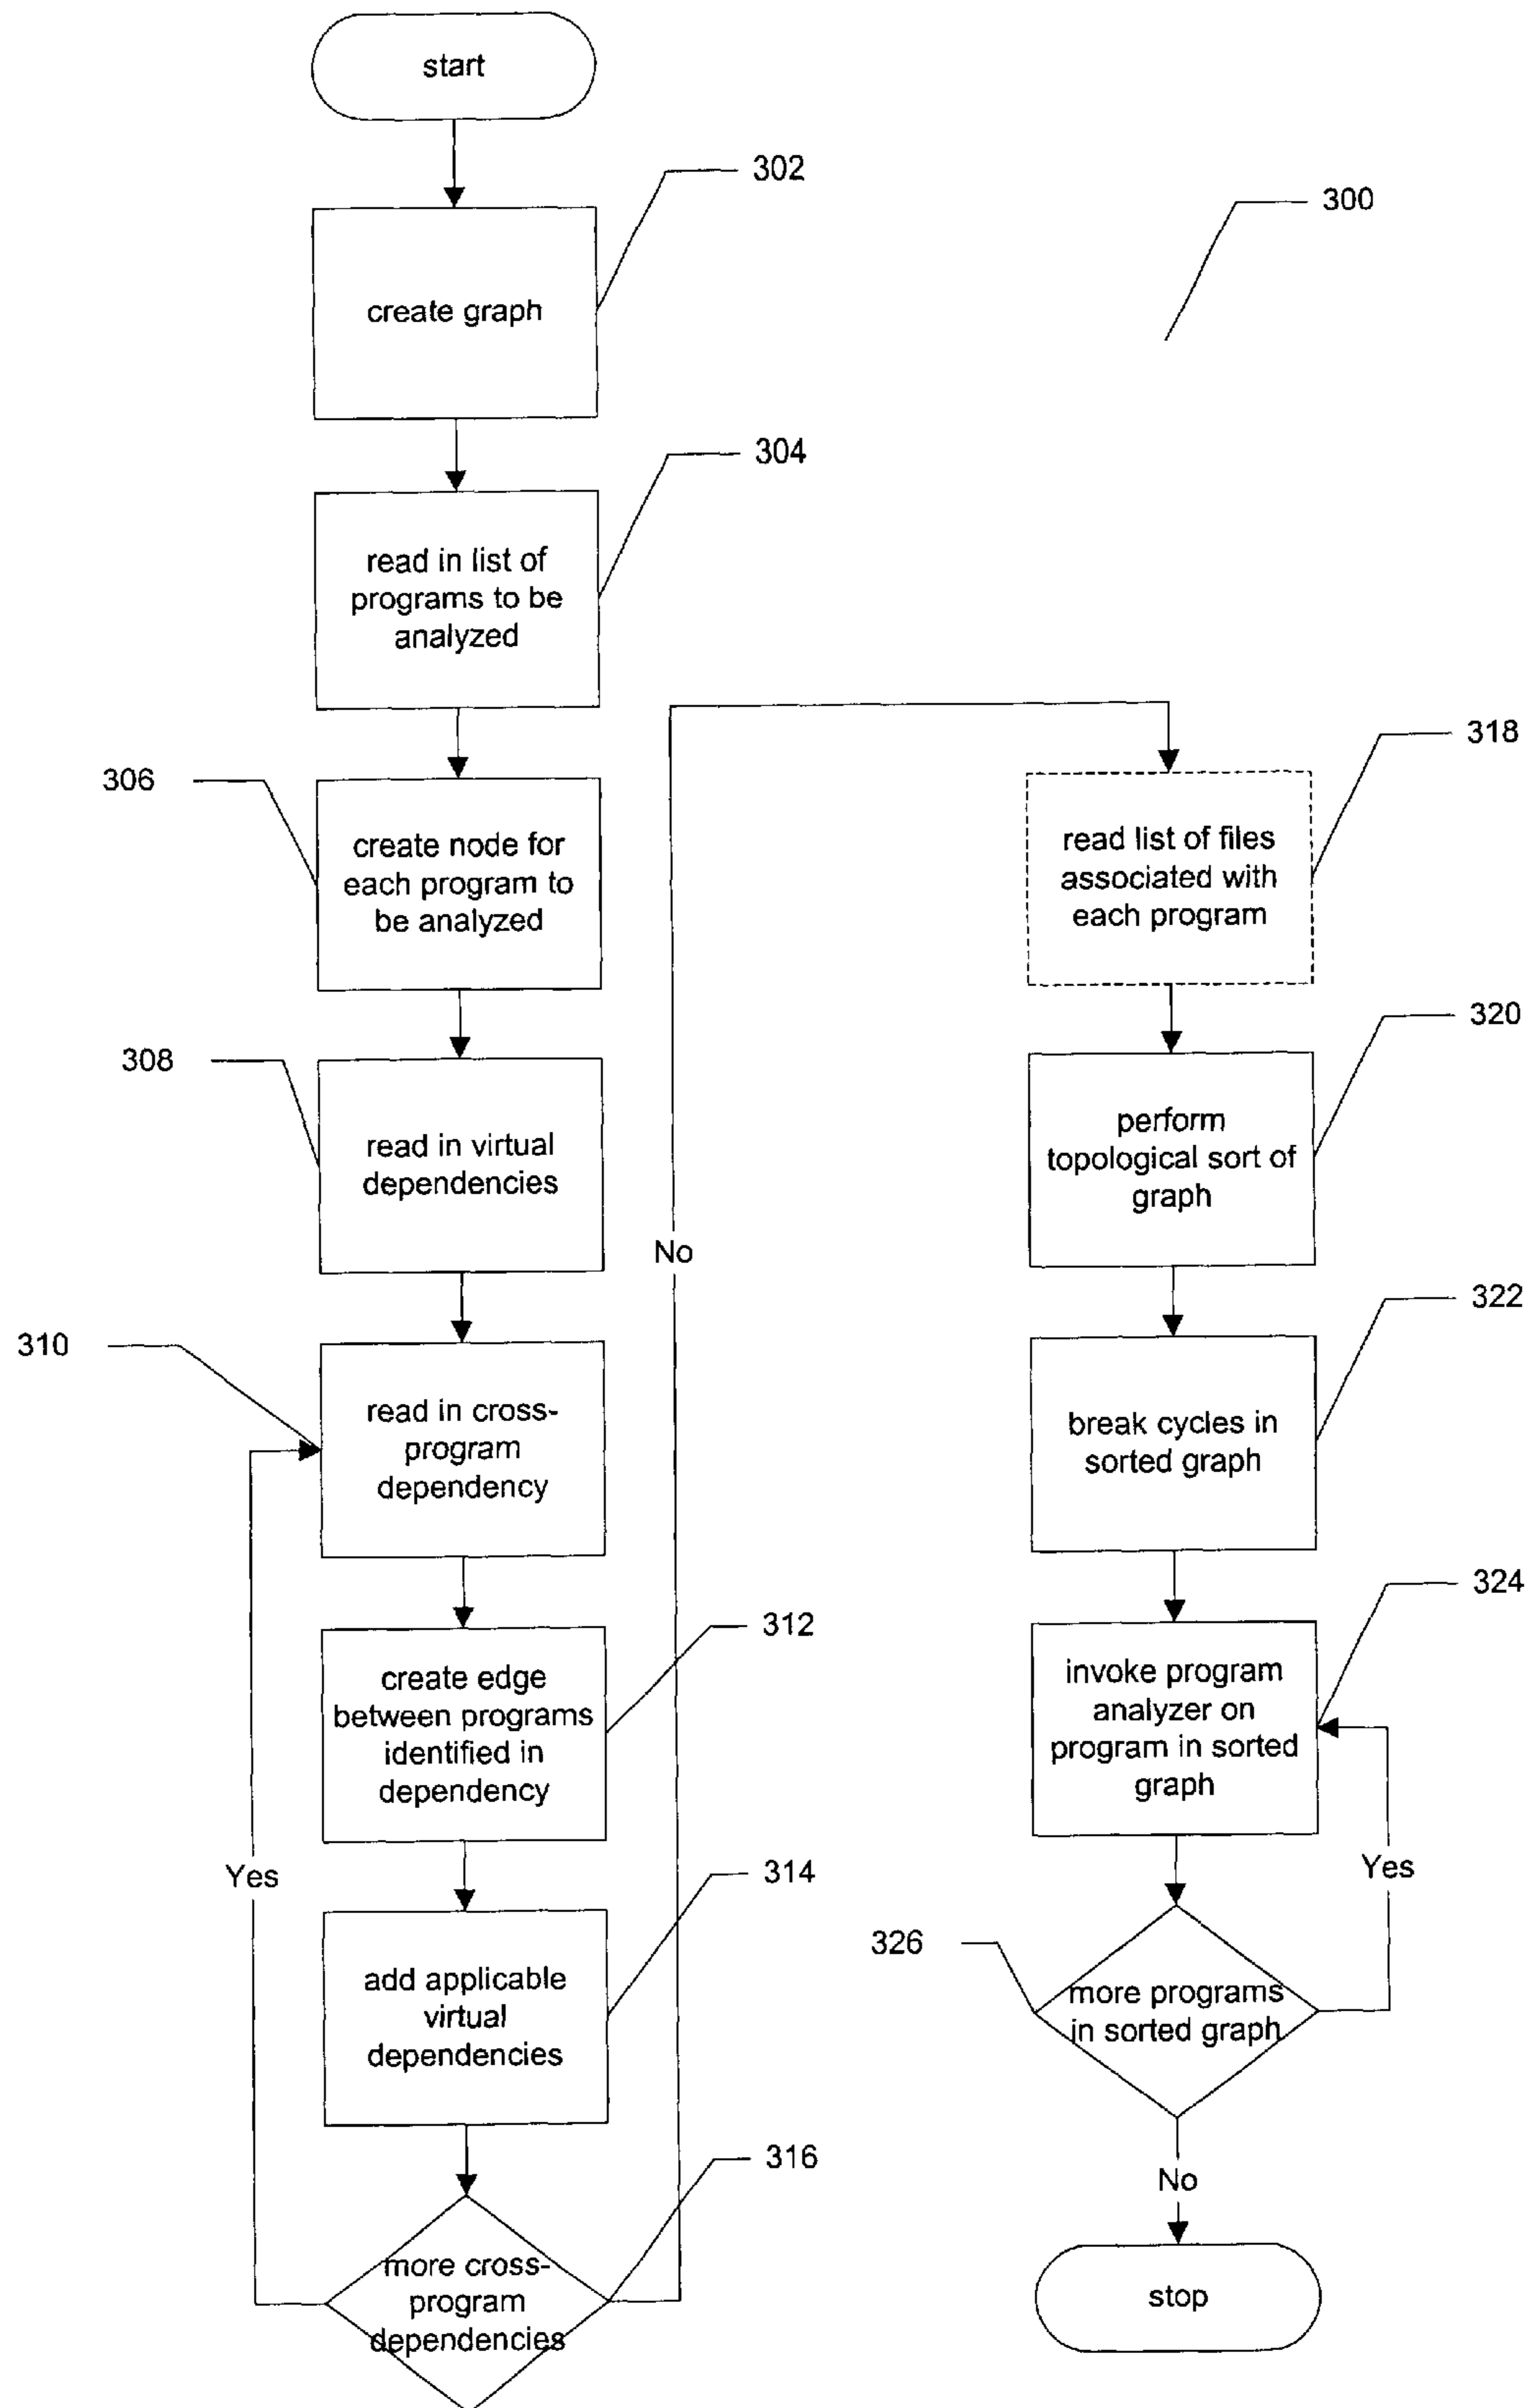 start
302
300
create graph
304
read in list of
programs to be
analyzed
306
create node for
each program to
be analyzed
308
read in virtual
dependencies
310
read in cross-
program
dependency
312
create edge
between programs
identified in
dependency
314
add applicable
virtual
dependencies
316
more cross-
program
dependencies
Yes
No
318
read list of files
associated with
each program
320
perform
topological sort of
graph
322
break cycles in
sorted graph
324
invoke program
analyzer on
program in sorted
graph
Yes
326
more programs
in sorted graph
No
stop